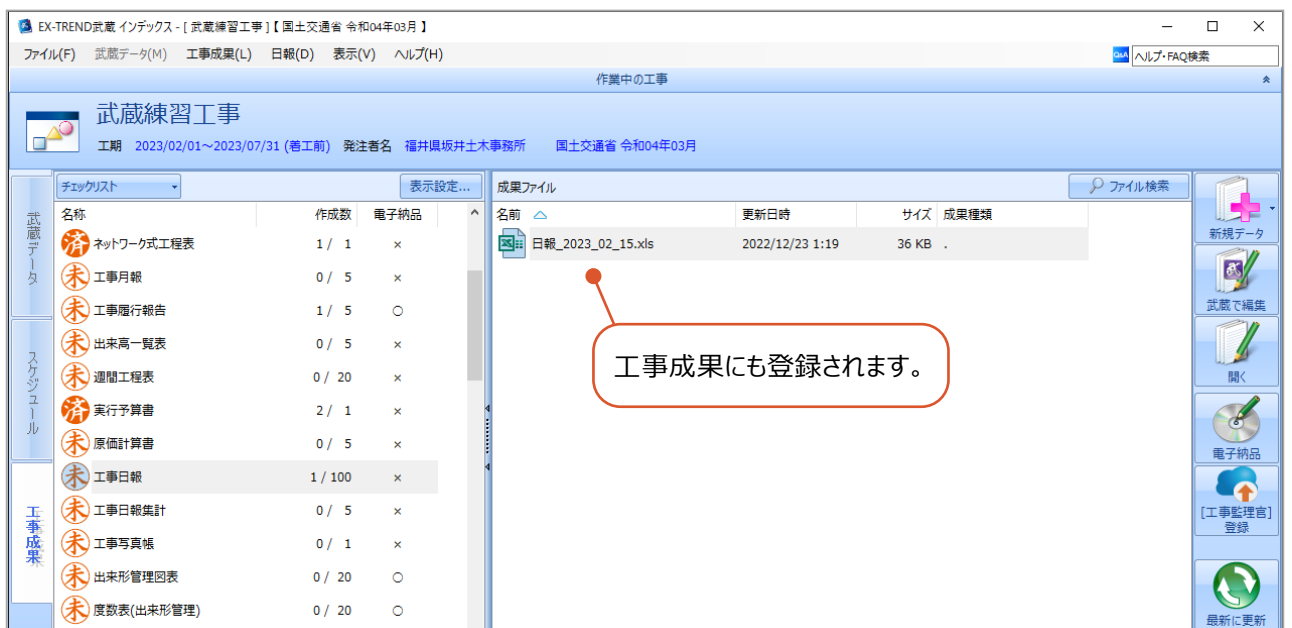 EX-TREND武蔵 インデックス - [ 武蔵練習工事 ]【 国土交通省 令和04年03月 】
ファイル(F) 武蔵データ(M) 工事成果(L) 日報(D) 表示(V) ヘルプ(H)
Q&A ヘルプ・FAQ検索
作業中の工事
武蔵練習工事
工期 2023/02/01～2023/07/31 (着工前) 発注者名 福井県坂井土木事務所 国土交通省 令和04年03月
武蔵データ
スケジュール
工事成果
チェックリスト 表示設定...
名称 作成数 電子納品
済 ネットワーク式工程表 1 / 1 ×
未 工事月報 0 / 5 ×
未 工事履行報告 1 / 5 ○
未 出来高一覧表 0 / 5 ×
未 週間工程表 0 / 20 ×
済 実行予算書 2 / 1 ×
未 原価計算書 0 / 5 ×
未 工事日報 1 / 100 ×
未 工事日報集計 0 / 5 ×
未 工事写真帳 0 / 1 ×
未 出来形管理図表 0 / 20 ○
未 度数表(出来形管理) 0 / 20 ○
成果ファイル ファイル検索
名前 更新日時 サイズ 成果種類
日報_2023_02_15.xls 2022/12/23 1:19 36 KB .
工事成果にも登録されます。
新規データ
武蔵で編集
開く
電子納品
[工事監理官]
登録
最新に更新